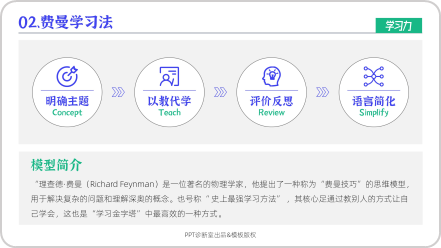 02.费曼学习法
学习力
明确主题
Concept
以教代学
Teach
评价反思
Review
语言简化
Simplify
模型简介
“理查德·费曼（Richard Feynman）是一位著名的物理学家，他提出了一种称为“费曼技巧”的思维模型，
用于解决复杂的问题和理解深奥的概念。也号称“史上最强学习方法”，其核心足通过教别人的方式让自
己学会，这也是“学习金字塔”中最高效的一种方式。
PPT@新室出品&模板版权